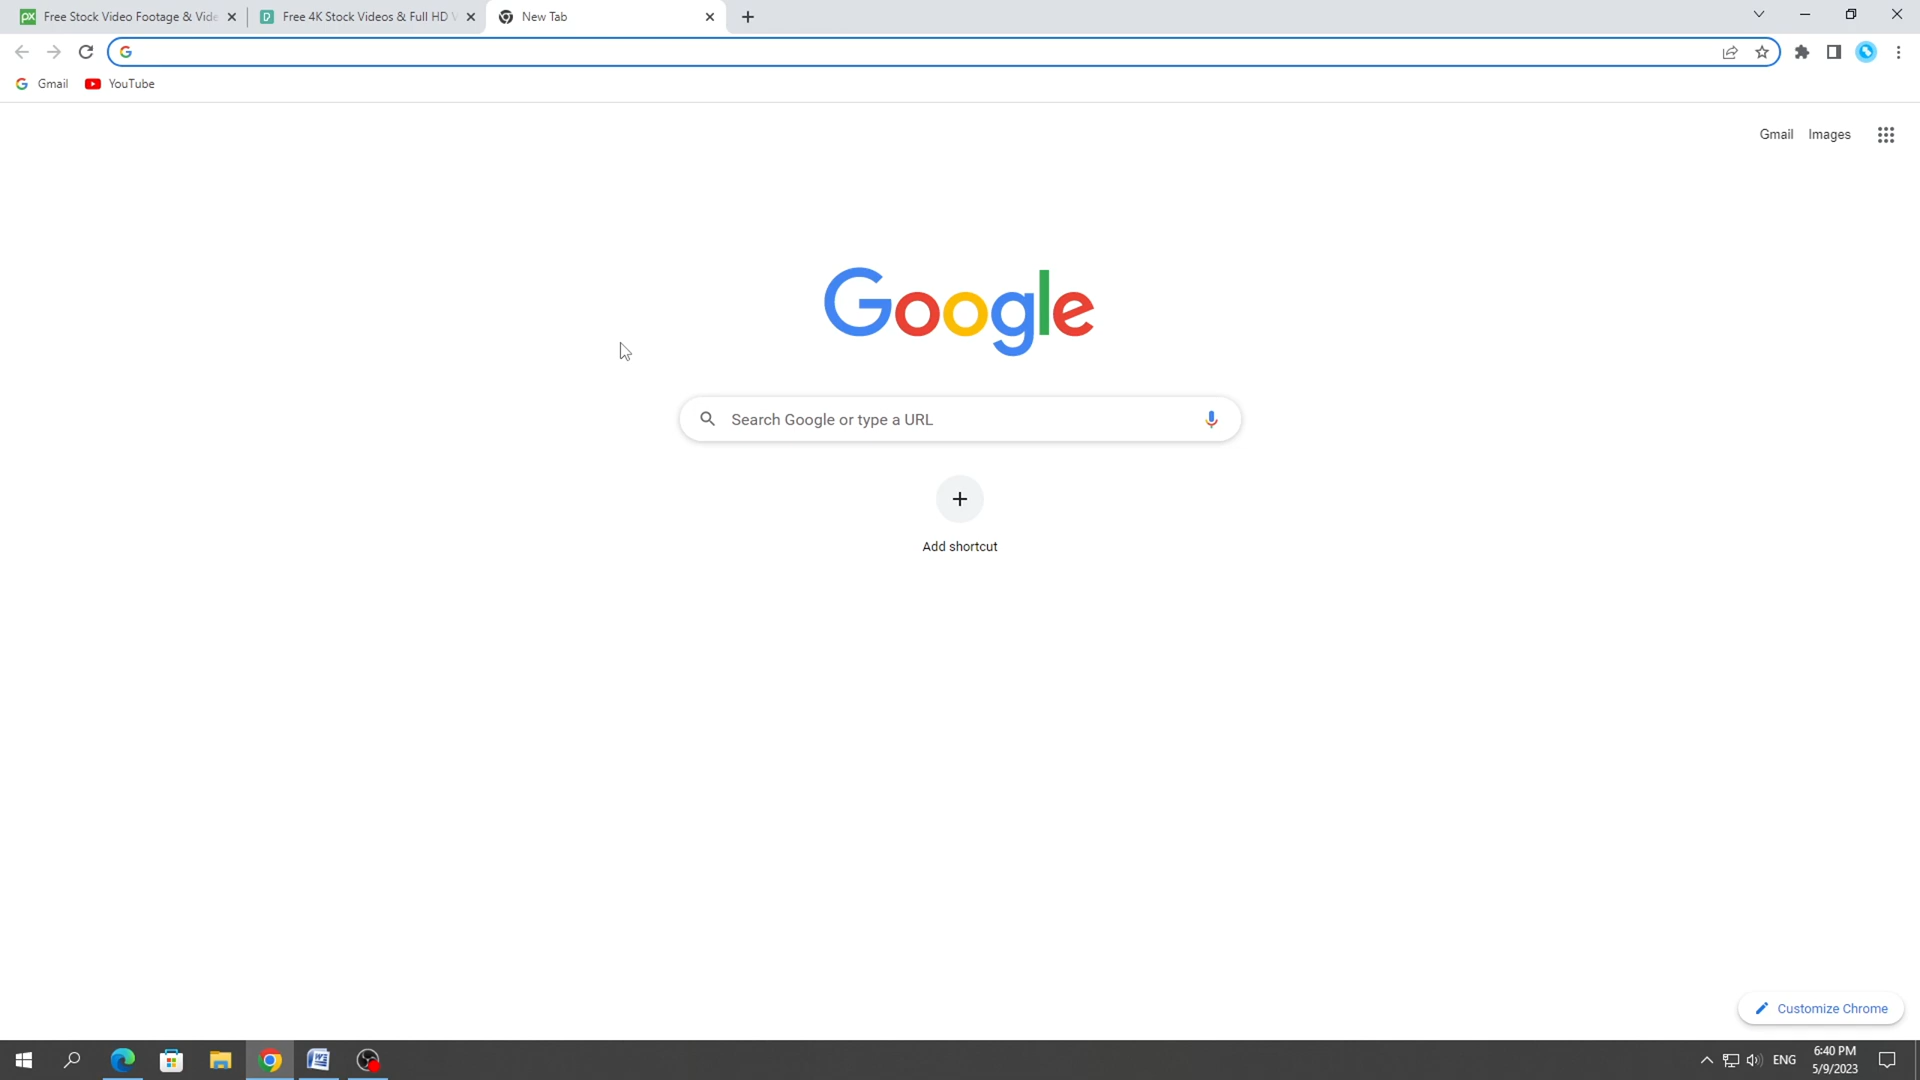 Free Stock Video Footage & Vide
Free 4K Stock Videos & Full HD V
New Tab
Gmail
YouTube
Gmail
Images
Google
Search Google or type a URL
Add shortcut
Customize Chrome
ENG
6:40 PM
5/9/2023